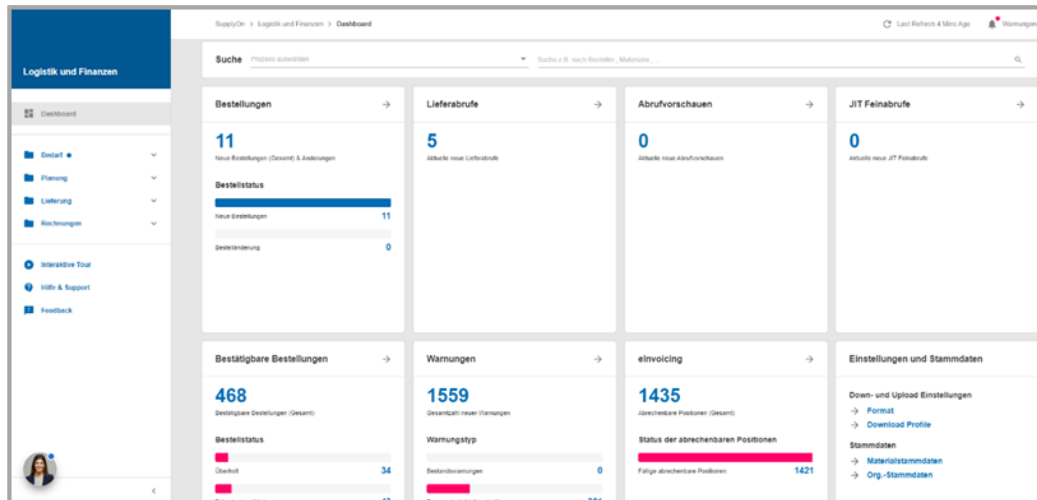 SupplyOn > Logistik und Finanzen > Dashboard
Last Refresh 4 Mins Ago
Warnungen
Logistik und Finanzen
Suche
Prozess auswählen
Suche z.B. nach Bestellnr., Materialnr., ...
Dashboard
Bedarf
Planung
Lieferung
Rechnungen
Interaktive Tour
Hilfe & Support
Feedback
Bestellungen
11
Neue Bestellungen (Gesamt) & Änderungen
Bestellstatus
Neue Bestellungen 11
Bestelländerung 0
Lieferabrufe
5
Aktuelle neue Lieferabrufe
Abrufvorschauen
0
Aktuelle neue Abrufvorschauen
JIT Feinabrufe
0
Aktuelle neue JIT Feinabrufe
Bestätigbare Bestellungen
468
Bestätigbare Bestellungen (Gesamt)
Bestellstatus
Überholt 34
Warnungen
1559
Gesamtzahl neuer Warnungen
Warnungstyp
Bestandswarnungen 0
eInvoicing
1435
Abrechenbare Positionen (Gesamt)
Status der abrechenbaren Positionen
Fällige abrechenbare Positionen 1421
Einstellungen und Stammdaten
Down- und Upload Einstellungen
Format
Download Profile
Stammdaten
Materialstammdaten
Org.-Stammdaten